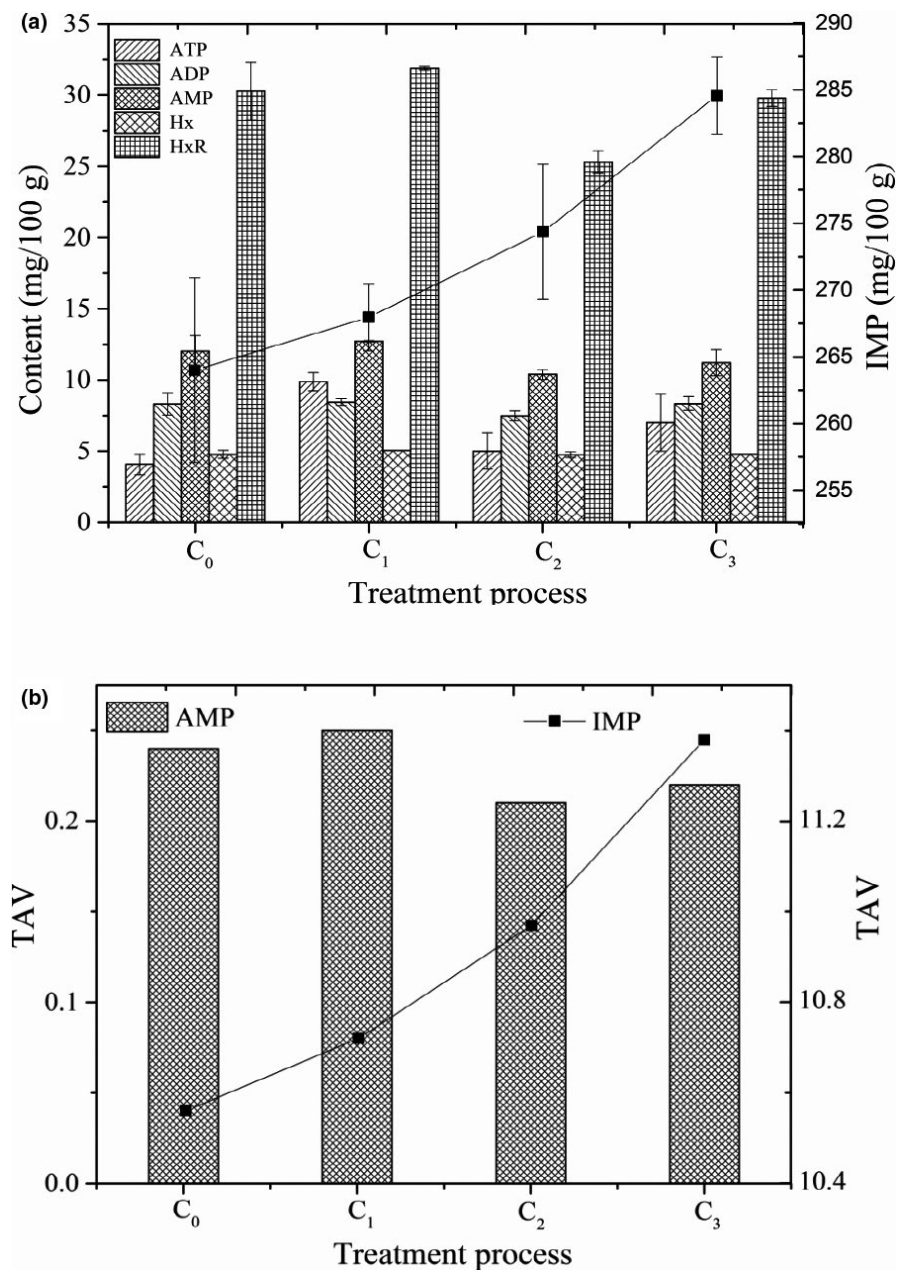 (a)
35
30
25
20
15
10
5
0
Content (mg/100 g)
ATP
ADP
AMP
Hx
HxR
290
285
280
275
270
265
260
255
IMP (mg/100 g)
C₀ C₁ C₂ C₃
Treatment process
(b)
AMP
IMP
0.2
0.1
0.0
TAV
11.2
10.8
10.4
TAV
C₀ C₁ C₂ C₃
Treatment process